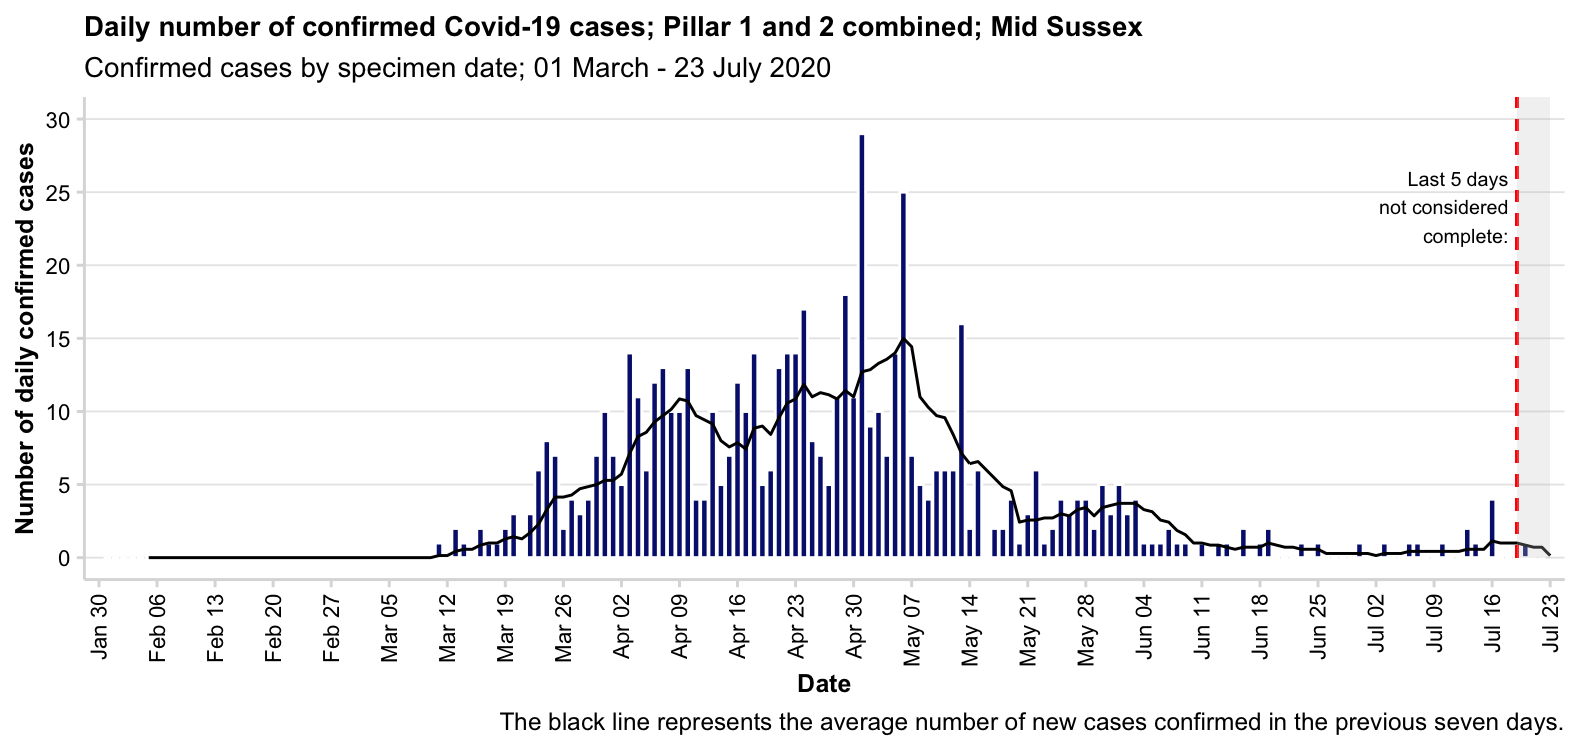 Daily number of confirmed Covid-19 cases; Pillar 1 and 2 combined; Mid Sussex
Confirmed cases by specimen date; 01 March - 23 July 2020
Number of daily confirmed cases
30
25
20
15
10
5
0
Last 5 days
not considered
complete:
Jan 30
Feb 06
Feb 13
Feb 20
Feb 27
Mar 05
Mar 12
Mar 19
Mar 26
Apr 02
Apr 09
Apr 16
Apr 23
Apr 30
May 07
May 14
May 21
May 28
Jun 04
Jun 11
Jun 18
Jun 25
Jul 02
Jul 09
Jul 16
Jul 23
Date
The black line represents the average number of new cases confirmed in the previous seven days.